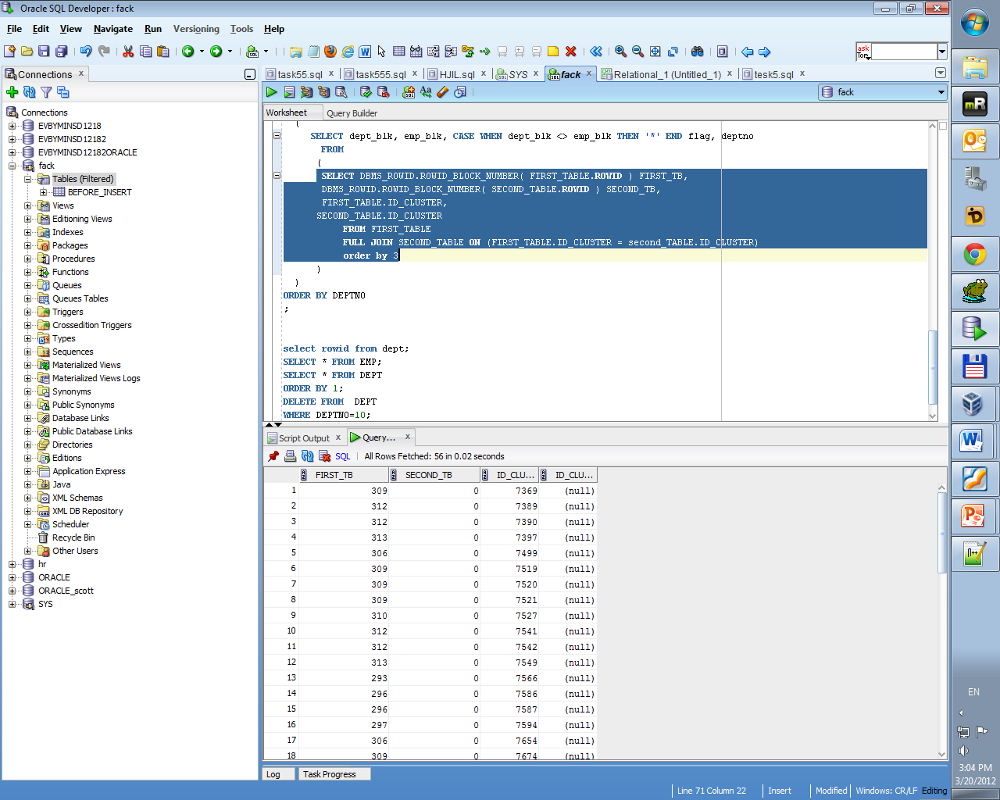 Oracle SQL Developer : fack
File Edit View Navigate Run Versioning Tools Help
ask Tom
Connections
task55.sql
task555.sql
HJIL.sql
SYS
fack
Relational_1 (Untitled_1)
tesk5.sql
fack
Worksheet
Query Builder
Connections
EVBYMINSD1218
EVBYMINSD12182
EVBYMINSD12182ORACLE
fack
Tables (Filtered)
BEFORE_INSERT
Views
Editioning Views
Indexes
Packages
Procedures
Functions
Queues
Queues Tables
Triggers
Crossedition Triggers
Types
Sequences
Materialized Views
Materialized Views Logs
Synonyms
Public Synonyms
Database Links
Public Database Links
Directories
Editions
Application Express
Java
XML Schemas
XML DB Repository
Scheduler
Recycle Bin
Other Users
hr
ORACLE
ORACLE_scott
SYS
(
SELECT dept_blk, emp_blk, CASE WHEN dept_blk <> emp_blk THEN '*' END flag, deptno
FROM
(
SELECT DBMS_ROWID.ROWID_BLOCK_NUMBER( FIRST_TABLE.ROWID ) FIRST_TB,
DBMS_ROWID.ROWID_BLOCK_NUMBER( SECOND_TABLE.ROWID ) SECOND_TB,
FIRST_TABLE.ID_CLUSTER,
SECOND_TABLE.ID_CLUSTER
FROM FIRST_TABLE
FULL JOIN SECOND_TABLE ON (FIRST_TABLE.ID_CLUSTER = second_TABLE.ID_CLUSTER)
order by 3
)
)
ORDER BY DEPTNO
;
select rowid from dept;
SELECT * FROM EMP;
SELECT * FROM DEPT
ORDER BY 1;
DELETE FROM DEPT
WHERE DEPTNO=10;
Script Output
Query...
SQL | All Rows Fetched: 56 in 0.02 seconds
FIRST_TB SECOND_TB ID_CLU... ID_CLU...
1 309 0 7369 (null)
2 312 0 7389 (null)
3 312 0 7390 (null)
4 313 0 7397 (null)
5 306 0 7499 (null)
6 309 0 7519 (null)
7 309 0 7520 (null)
8 309 0 7521 (null)
9 310 0 7527 (null)
10 312 0 7541 (null)
11 312 0 7542 (null)
12 313 0 7549 (null)
13 293 0 7566 (null)
14 296 0 7586 (null)
15 296 0 7587 (null)
16 297 0 7594 (null)
17 306 0 7654 (null)
18 309 0 7674 (null)
Log
Task Progress
Line 71 Column 22 Insert Modified Windows: CR/LF Editing
EN
3:04 PM
3/20/2012